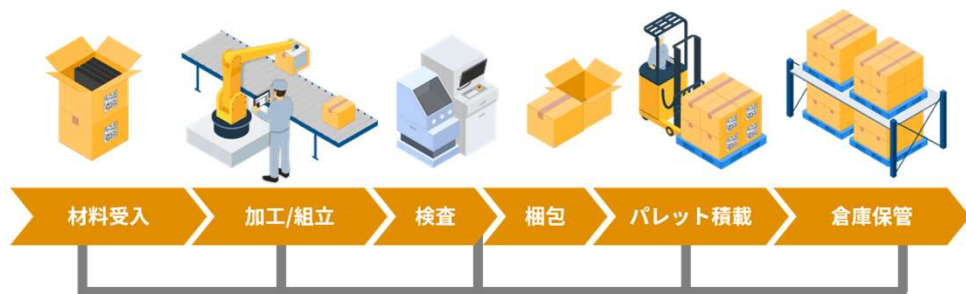 材料受入
加工/組立
検査
梱包
パレット積載
倉庫保管